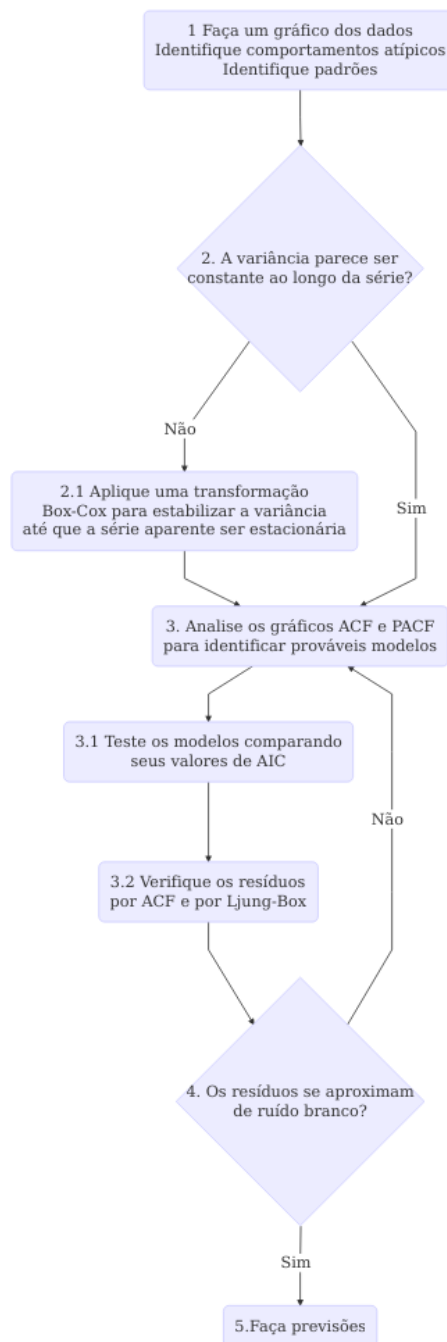 1 Faça um gráfico dos dados
Identifique comportamentos atípicos
Identifique padrões
2. A variância parece ser
constante ao longo da série?
Não
Sim
2.1 Aplique uma transformação
Box-Cox para estabilizar a variância
até que a série aparente ser estacionária
3. Analise os gráficos ACF e PACF
para identificar prováveis modelos
3.1 Teste os modelos comparando
seus valores de AIC
Não
3.2 Verifique os resíduos
por ACF e por Ljung-Box
4. Os resíduos se aproximam
de ruído branco?
Sim
5.Faça previsões